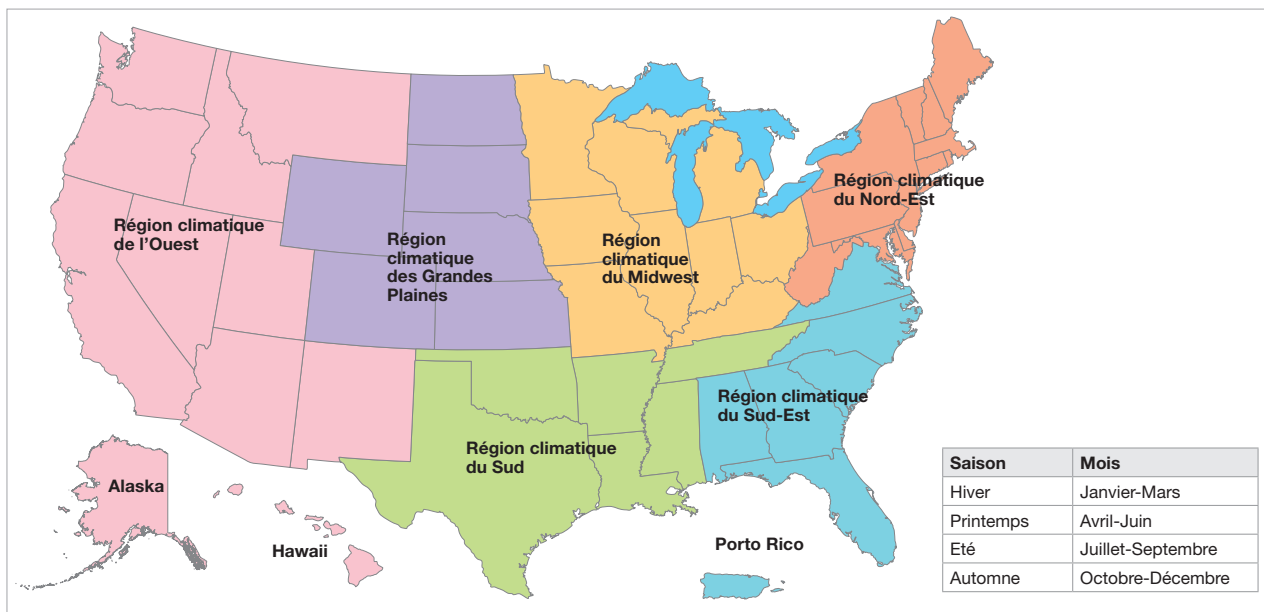 Région climatique
de l’Ouest
Région
climatique
des Grandes
Plaines
Région
climatique
du Midwest
Région climatique
du Nord-Est
Région climatique
du Sud-Est
Région climatique
du Sud
Alaska
Hawaii
Porto Rico
Saison Mois
Hiver Janvier-Mars
Printemps Avril-Juin
Eté Juillet-Septembre
Automne Octobre-Décembre